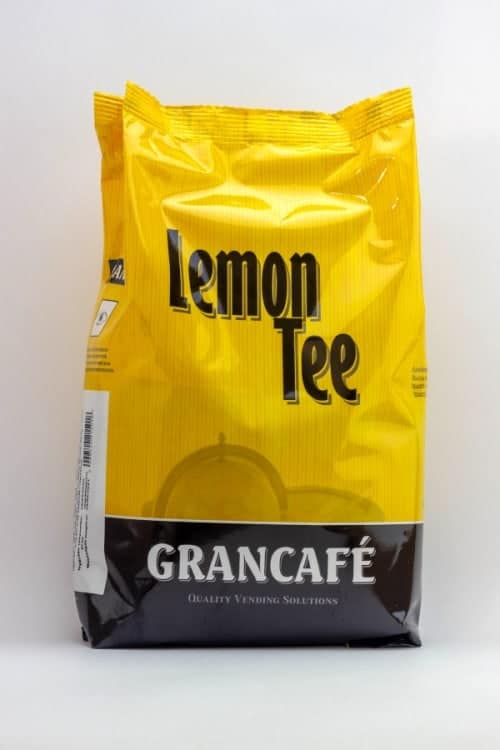 Lemon
Tee
GRANCAFÉ
QUALITY VENDING SOLUTIONS